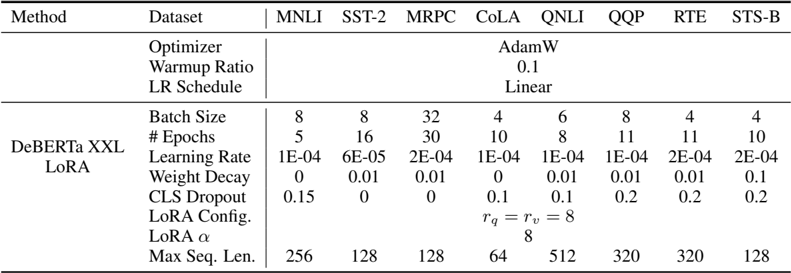 Method Dataset MNLI SST-2 MRPC CoLA QNLI QQP RTE STS-B
Optimizer AdamW
Warmup Ratio 0.1
LR Schedule Linear
Batch Size 8 8 32 4 6 8 4 4
# Epochs 5 16 30 10 8 11 11 10
DeBERTa XXL LoRA
Learning Rate 1E-04 6E-05 2E-04 1E-04 1E-04 1E-04 2E-04 2E-04
Weight Decay 0 0.01 0.01 0 0.01 0.01 0.01 0.1
CLS Dropout 0.15 0 0 0.1 0.1 0.2 0.2 0.2
LoRA Config. r_q = r_v = 8
LoRA α 8
Max Seq. Len. 256 128 128 64 512 320 320 128